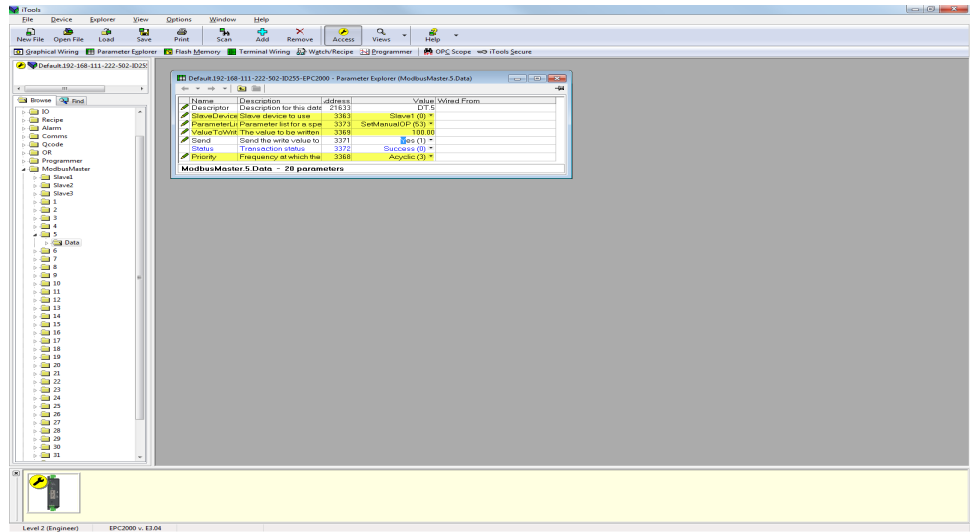 iTools
File Device Explorer View Options Window Help
New File Open File Load Save Print Scan Add Remove Access Views Help
Graphical Wiring Parameter Explorer Flash Memory Terminal Wiring Watch/Recipe Programmer OPC Scope iTools Secure
Default.192-168-111-222-502-ID255
Browse Find
IO
Recipe
Alarm
Comms
Qcode
OR
Programmer
ModbusMaster
Slave1
Slave2
Slave3
1
2
3
4
5
Data
6
7
8
9
10
11
12
13
14
15
16
17
18
19
20
21
22
23
24
25
26
27
28
29
30
31
Default.192-168-111-222-502-ID255-EPC2000 - Parameter Explorer (ModbusMaster.5.Data)
Name Description ddress Value Wired From
Descriptor Description for this data 21633 DT.5
SlaveDevice Slave device to use 3363 Slave1 (0)
ParameterLi Parameter list for a spe 3373 SetManualOP (53)
ValueToWrit The value to be written 3369 100.00
Send Send the write value to 3371 Yes (1)
Status Transaction status 3372 Success (0)
Priority Frequency at which the 3368 Acyclic (3)
ModbusMaster.5.Data - 20 parameters
Level 2 (Engineer) EPC2000 v. E3.04